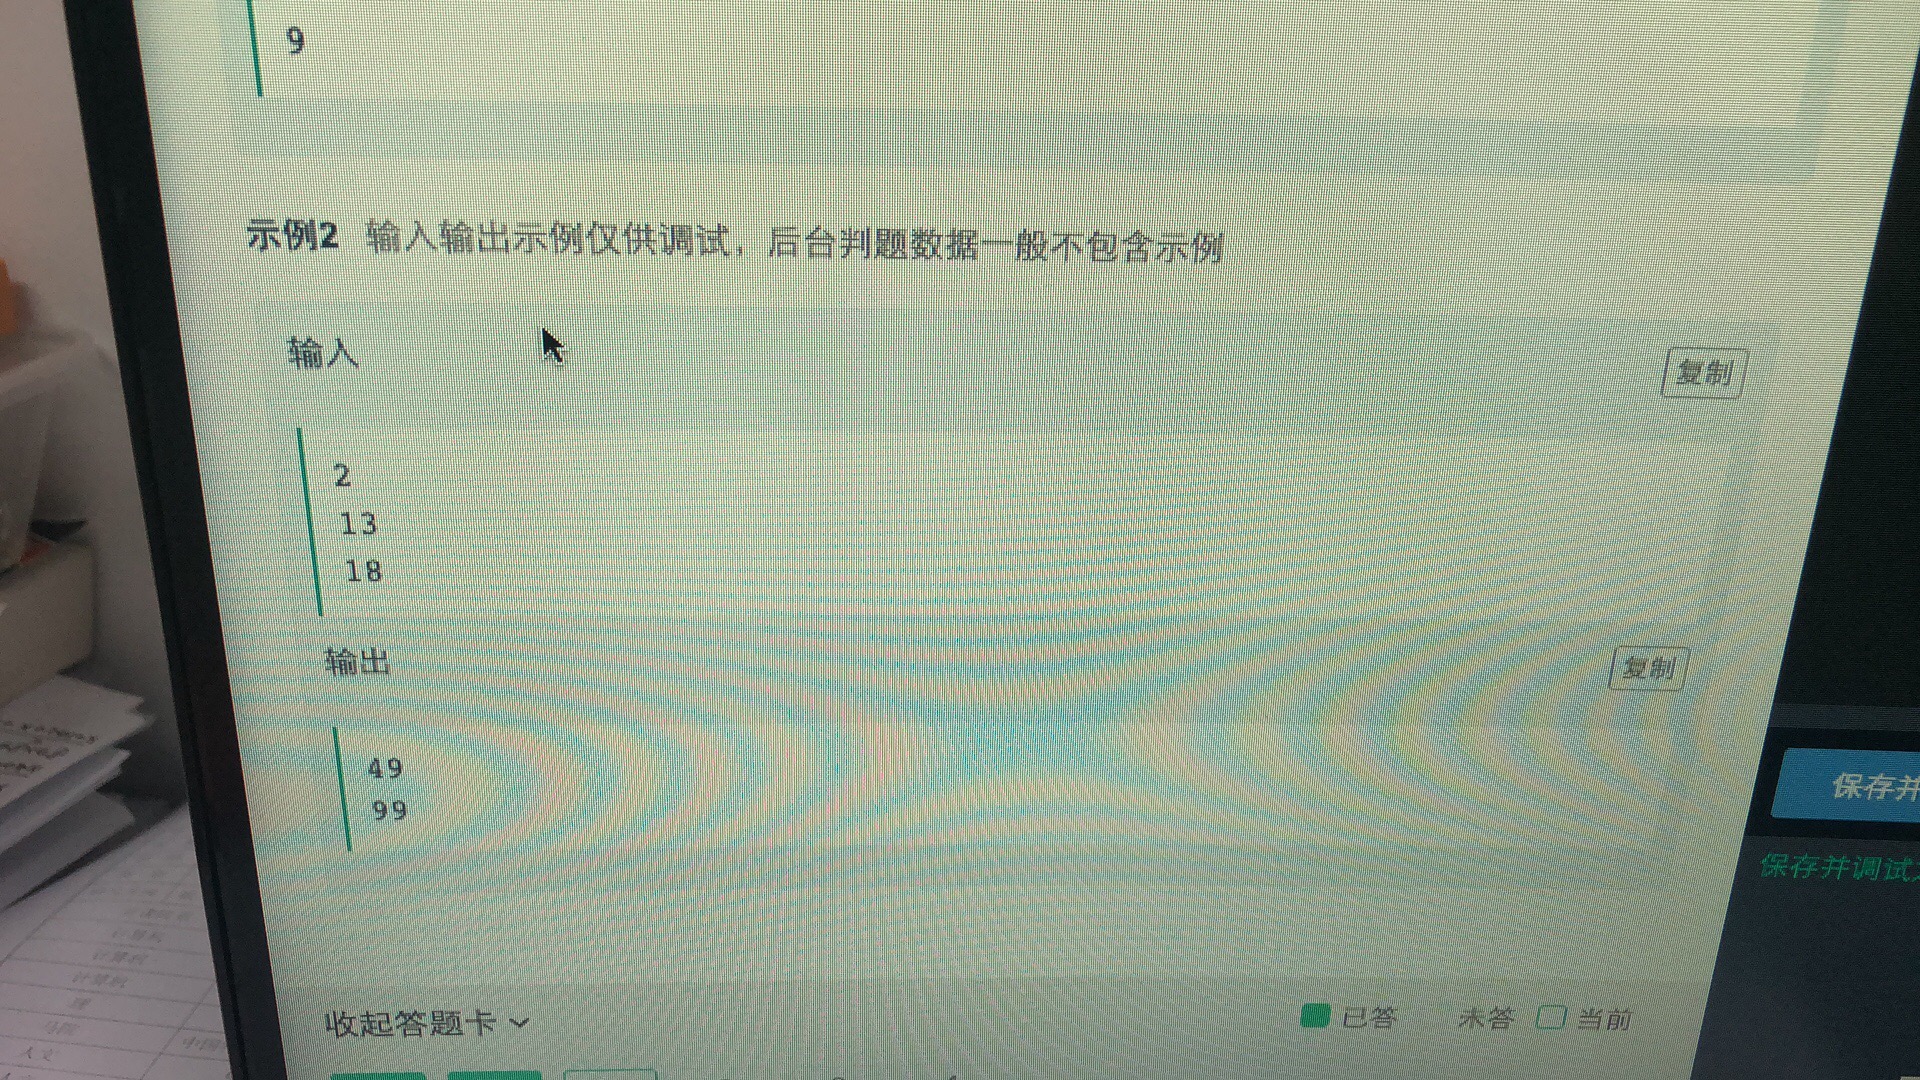 9
示例2 输入输出示例仅供调试，后台判题数据一般不包含示例
输入
复制
2
13
18
输出
复制
49
99
保存并
保存并调试
收起答题卡
已答 未答 当前